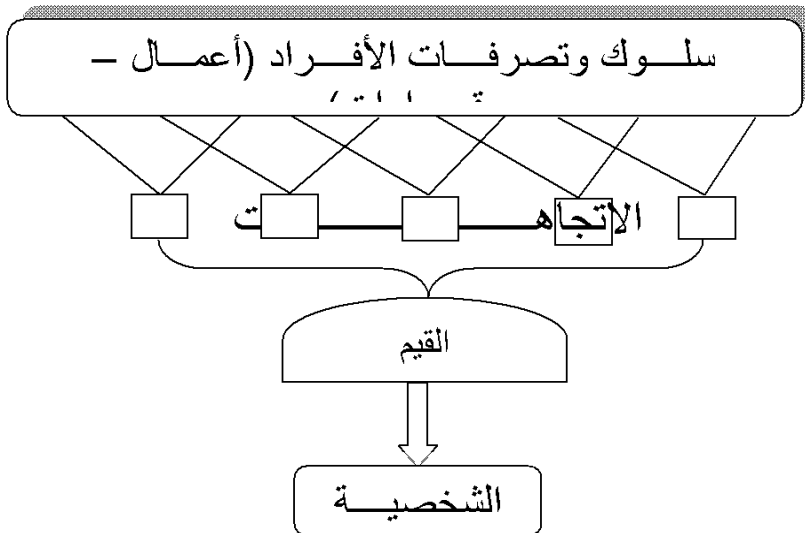 سلوك وتصرفات الأفراد (أعمال –
الاتجاهات
القيم
الشخصية